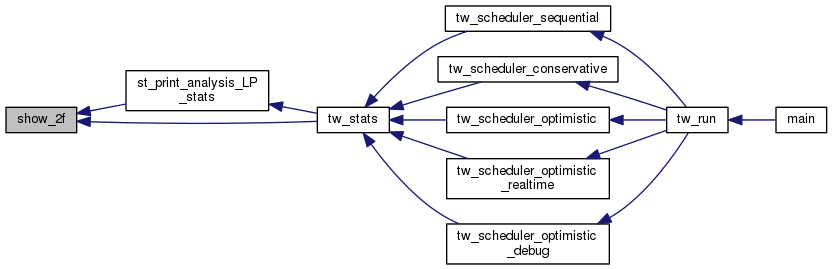 show_2f
st_print_analysis_LP
_stats
tw_stats
tw_scheduler_sequential
tw_scheduler_conservative
tw_scheduler_optimistic
tw_scheduler_optimistic
_realtime
tw_scheduler_optimistic
_debug
tw_run
main